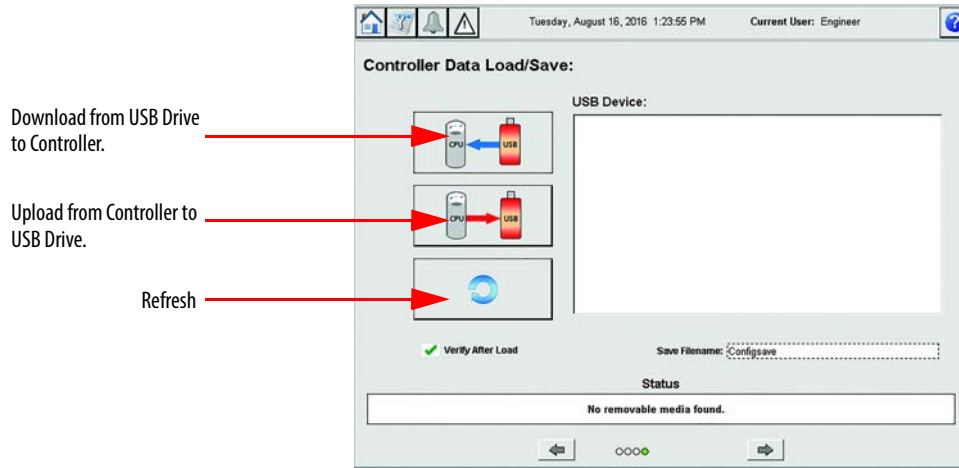 Tuesday, August 16, 2016 1:23:55 PM
Current User: Engineer
?
Controller Data Load/Save:
USB Device:
Download from USB Drive
to Controller.
CPU
USB
Upload from Controller to
USB Drive.
CPU
USB
Refresh
Verify After Load
Save Filename: Configsave
Status
No removable media found.